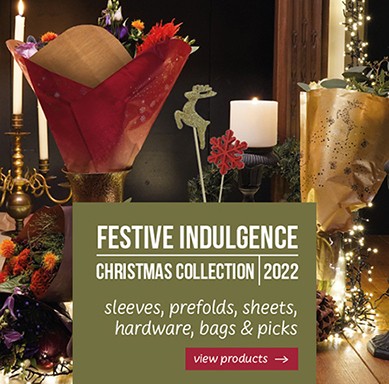 FESTIVE INDULGENCE
CHRISTMAS COLLECTION | 2022
sleeves, prefolds, sheets,
hardware, bags & picks
view products →